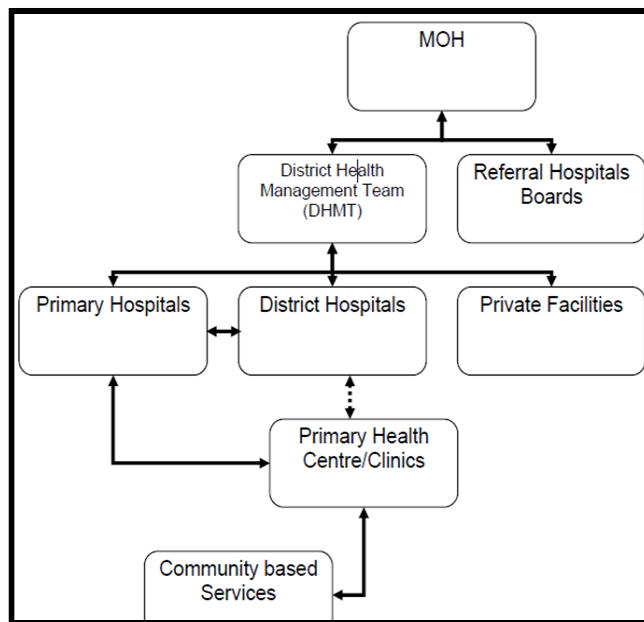 MOH
District Health
Management Team
(DHMT)
Referral Hospitals
Boards
Primary Hospitals
District Hospitals
Private Facilities
Primary Health
Centre/Clinics
Community based
Services